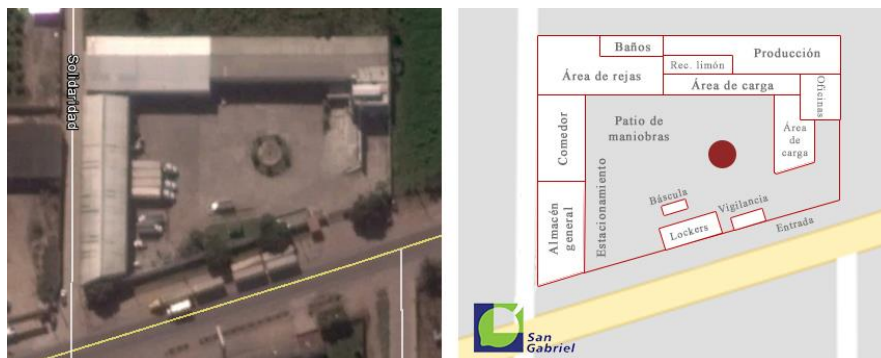 Solidaridad
Baños
Producción
Rec. limón
Área de rejas
Área de carga
Oficinas
Comedor
Patio de
maniobras
Área
de
carga
Estacionamiento
Báscula
Vigilancia
Almacén
general
Lockers
Entrada
San
Gabriel